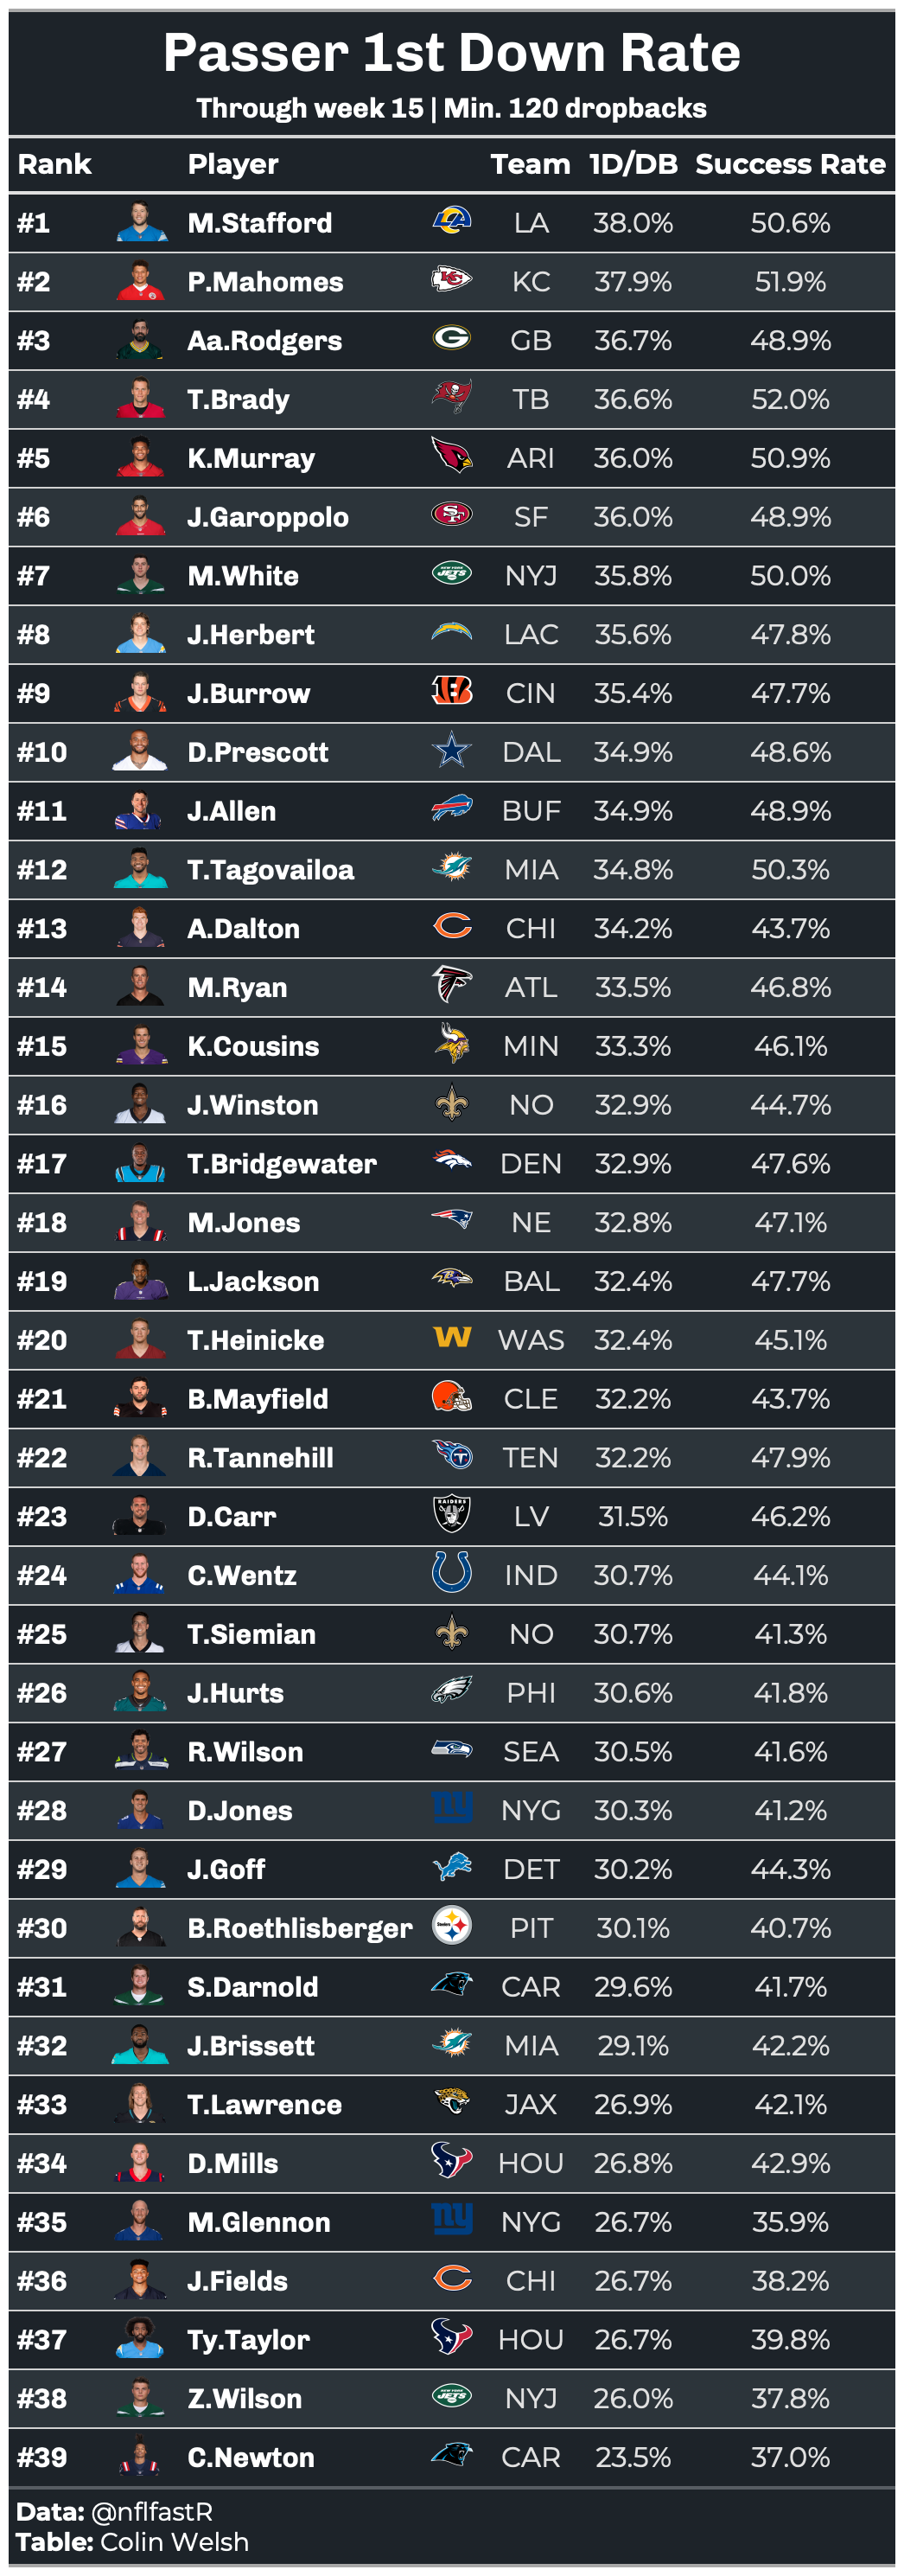 Passer 1st Down Rate
Through week 15 | Min. 120 dropbacks
Rank Player Team 1D/DB Success Rate
#1 M.Stafford LA 38.0% 50.6%
#2 P.Mahomes KC 37.9% 51.9%
#3 Aa.Rodgers GB 36.7% 48.9%
#4 T.Brady TB 36.6% 52.0%
#5 K.Murray ARI 36.0% 50.9%
#6 J.Garoppolo SF 36.0% 48.9%
#7 M.White NYJ 35.8% 50.0%
#8 J.Herbert LAC 35.6% 47.8%
#9 J.Burrow CIN 35.4% 47.7%
#10 D.Prescott DAL 34.9% 48.6%
#11 J.Allen BUF 34.9% 48.9%
#12 T.Tagovailoa MIA 34.8% 50.3%
#13 A.Dalton CHI 34.2% 43.7%
#14 M.Ryan ATL 33.5% 46.8%
#15 K.Cousins MIN 33.3% 46.1%
#16 J.Winston NO 32.9% 44.7%
#17 T.Bridgewater DEN 32.9% 47.6%
#18 M.Jones NE 32.8% 47.1%
#19 L.Jackson BAL 32.4% 47.7%
#20 T.Heinicke WAS 32.4% 45.1%
#21 B.Mayfield CLE 32.2% 43.7%
#22 R.Tannehill TEN 32.2% 47.9%
#23 D.Carr LV 31.5% 46.2%
#24 C.Wentz IND 30.7% 44.1%
#25 T.Siemian NO 30.7% 41.3%
#26 J.Hurts PHI 30.6% 41.8%
#27 R.Wilson SEA 30.5% 41.6%
#28 D.Jones NYG 30.3% 41.2%
#29 J.Goff DET 30.2% 44.3%
#30 B.Roethlisberger PIT 30.1% 40.7%
#31 S.Darnold CAR 29.6% 41.7%
#32 J.Brissett MIA 29.1% 42.2%
#33 T.Lawrence JAX 26.9% 42.1%
#34 D.Mills HOU 26.8% 42.9%
#35 M.Glennon NYG 26.7% 35.9%
#36 J.Fields CHI 26.7% 38.2%
#37 Ty.Taylor HOU 26.7% 39.8%
#38 Z.Wilson NYJ 26.0% 37.8%
#39 C.Newton CAR 23.5% 37.0%
Data: @nflfastR
Table: Colin Welsh